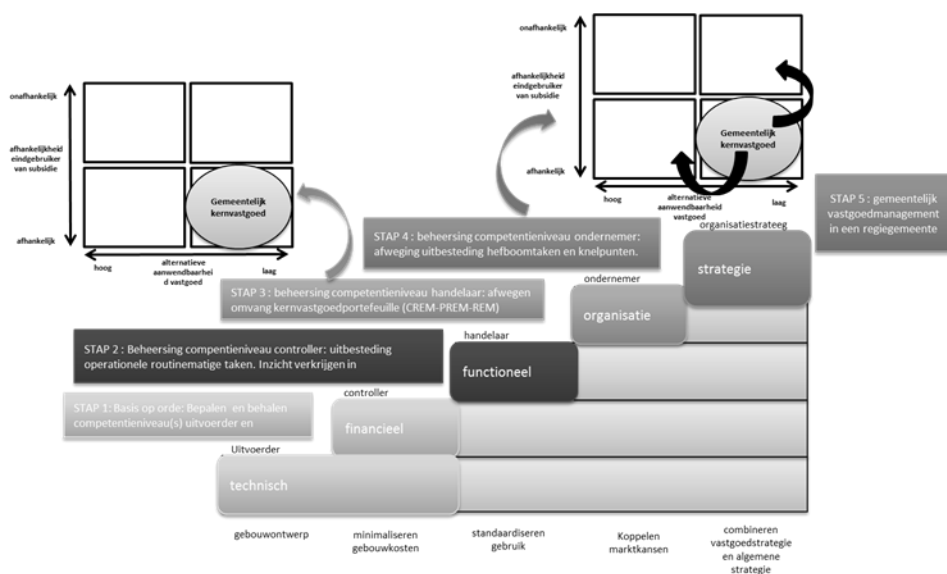 onafhankelijk
afhankelijkheid
eindgebruiker
van subsidie
afhankelijk
Gemeentelijk
kernvastgoed
hoog
alternatieve
aanwendbaarheid
vastgoed
laag
onafhankelijk
afhankelijkheid
eindgebruiker
van subsidie
afhankelijk
Gemeentelijk
kernvastgoed
hoog
alternatieve
aanwendbaarhei
d vastgoed
laag
STAP 5 : gemeentelijk
vastgoedmanagement
in een regiegemeente
STAP 4 : beheersing competentieniveau ondernemer:
afweging uitbesteding hefboomtaken en knelpunten.
STAP 3 : beheersing competentieniveau handelaar: afwegen
omvang kernvastgoedportefeuille (CREM-PREM-REM)
STAP 2 : Beheersing compentieniveau controller: uitbesteding
operationele routinematige taken. Inzicht verkrijgen in
STAP 1: Basis op orde: Bepalen en behalen
competentieniveau(s) uitvoerder en
organisatiestrateeg
strategie
ondernemer
organisatie
handelaar
functioneel
controller
financieel
Uitvoerder
technisch
gebouwontwerp
minimaliseren
gebouwkosten
standaardiseren
gebruik
Koppelen
marktkansen
combineren
vastgoedstrategie
en algemene
strategie